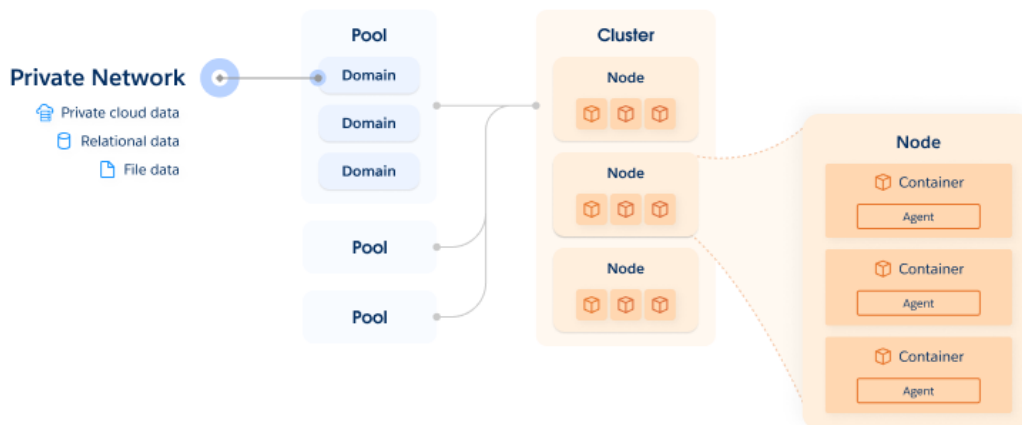 Private Network
Private cloud data
Relational data
File data
Pool
Domain
Domain
Domain
Pool
Pool
Cluster
Node
Node
Node
Node
Container
Agent
Container
Agent
Container
Agent